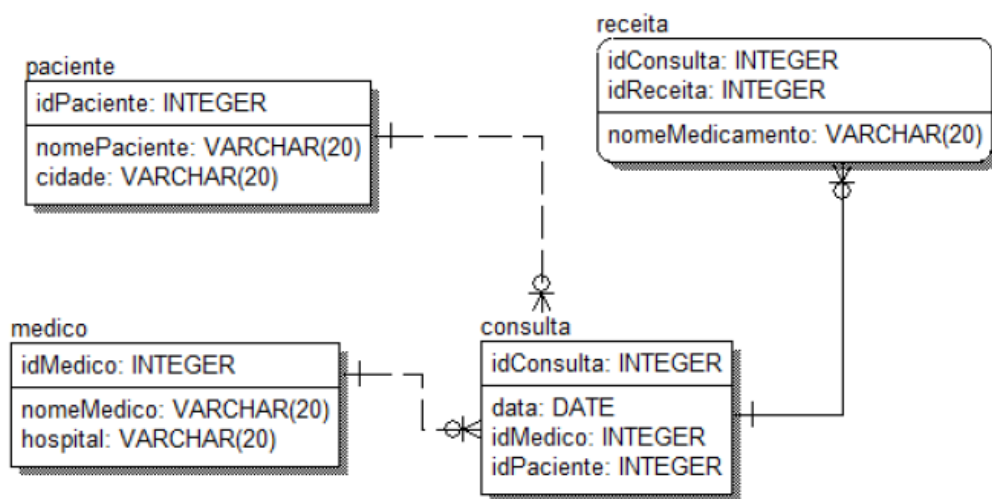 paciente
idPaciente: INTEGER
nomePaciente: VARCHAR(20)
cidade: VARCHAR(20)
receita
idConsulta: INTEGER
idReceita: INTEGER
nomeMedicamento: VARCHAR(20)
medico
idMedico: INTEGER
nomeMedico: VARCHAR(20)
hospital: VARCHAR(20)
consulta
idConsulta: INTEGER
data: DATE
idMedico: INTEGER
idPaciente: INTEGER